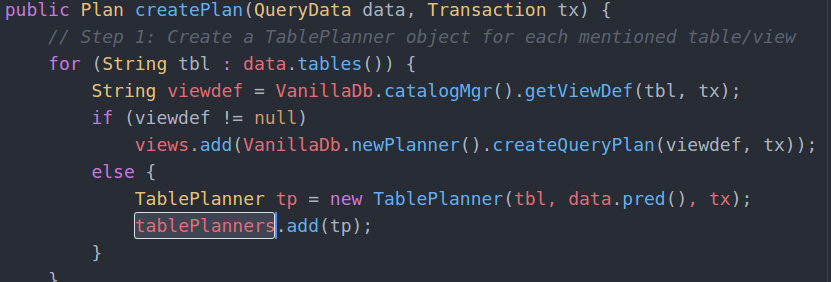 public Plan createPlan(QueryData data, Transaction tx) {
    // Step 1: Create a TablePlanner object for each mentioned table/view
    for (String tbl : data.tables()) {
        String viewdef = VanillaDb.catalogMgr().getViewDef(tbl, tx);
        if (viewdef != null)
            views.add(VanillaDb.newPlanner().createQueryPlan(viewdef, tx));
        else {
            TablePlanner tp = new TablePlanner(tbl, data.pred(), tx);
            tablePlanners.add(tp);
        }
    }